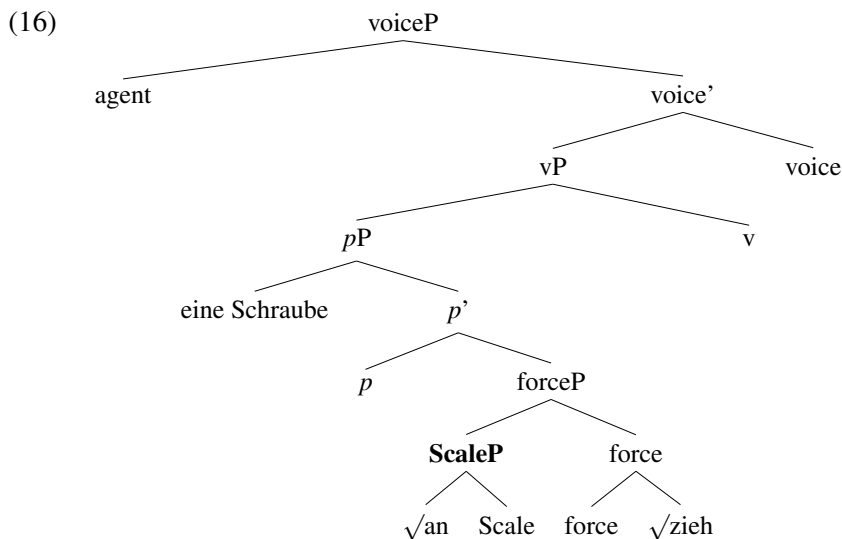 (16) voiceP
agent voice’
vP voice
pP v
eine Schraube p’
p forceP
ScaleP force
√an Scale force √zieh